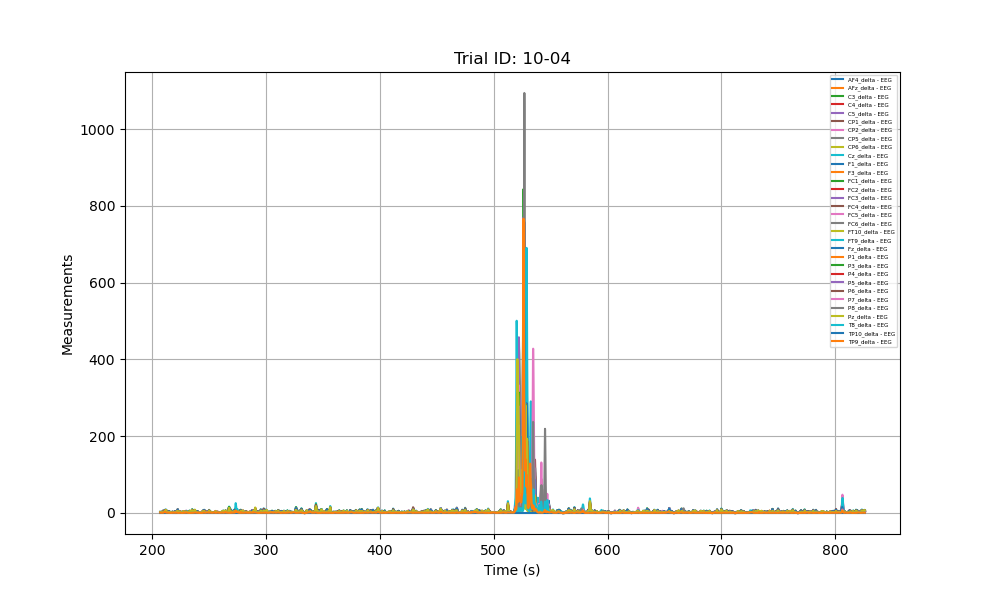 Trial ID: 10-04
Measurements
1000
800
600
400
200
0
200
300
400
500
600
700
800
Time (s)
AF4_delta - EEG
AFz_delta - EEG
C3_delta - EEG
C4_delta - EEG
C5_delta - EEG
CP1_delta - EEG
CP2_delta - EEG
CP5_delta - EEG
CP6_delta - EEG
Cz_delta - EEG
F1_delta - EEG
F3_delta - EEG
FC1_delta - EEG
FC2_delta - EEG
FC3_delta - EEG
FC4_delta - EEG
FC5_delta - EEG
FC6_delta - EEG
FT10_delta - EEG
FT9_delta - EEG
Fz_delta - EEG
P1_delta - EEG
P3_delta - EEG
P4_delta - EEG
P5_delta - EEG
P6_delta - EEG
P7_delta - EEG
P8_delta - EEG
Pz_delta - EEG
T8_delta - EEG
TP10_delta - EEG
TP9_delta - EEG